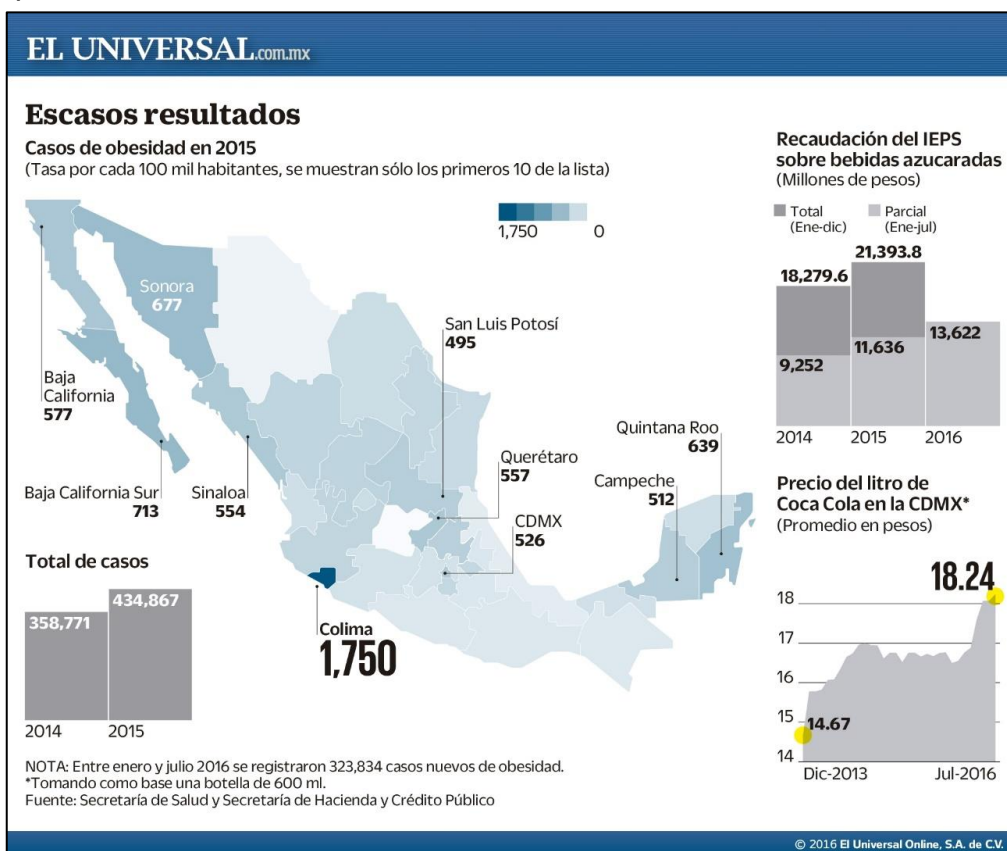 EL UNIVERSAL.com.mx
Escasos resultados
Casos de obesidad en 2015
(Tasa por cada 100 mil habitantes, se muestran sólo los primeros 10 de la lista)
1,750 0
Sonora
677
Baja
California
577
Baja California Sur
713
Sinaloa
554
San Luis Potosí
495
Querétaro
557
CDMX
526
Quintana Roo
639
Campeche
512
Colima
1,750
Total de casos
358,771
434,867
2014 2015
Recaudación del IEPS
sobre bebidas azucaradas
(Millones de pesos)
Total
(Ene-dic)
Parcial
(Ene-jul)
18,279.6
21,393.8
9,252
11,636
13,622
2014 2015 2016
Precio del litro de
Coca Cola en la CDMX*
(Promedio en pesos)
18.24
18
17
16
15
14.67
14
Dic-2013 Jul-2016
NOTA: Entre enero y julio 2016 se registraron 323,834 casos nuevos de obesidad.
*Tomando como base una botella de 600 ml.
Fuente: Secretaría de Salud y Secretaría de Hacienda y Crédito Público
© 2016 El Universal Online, S.A. de C.V.